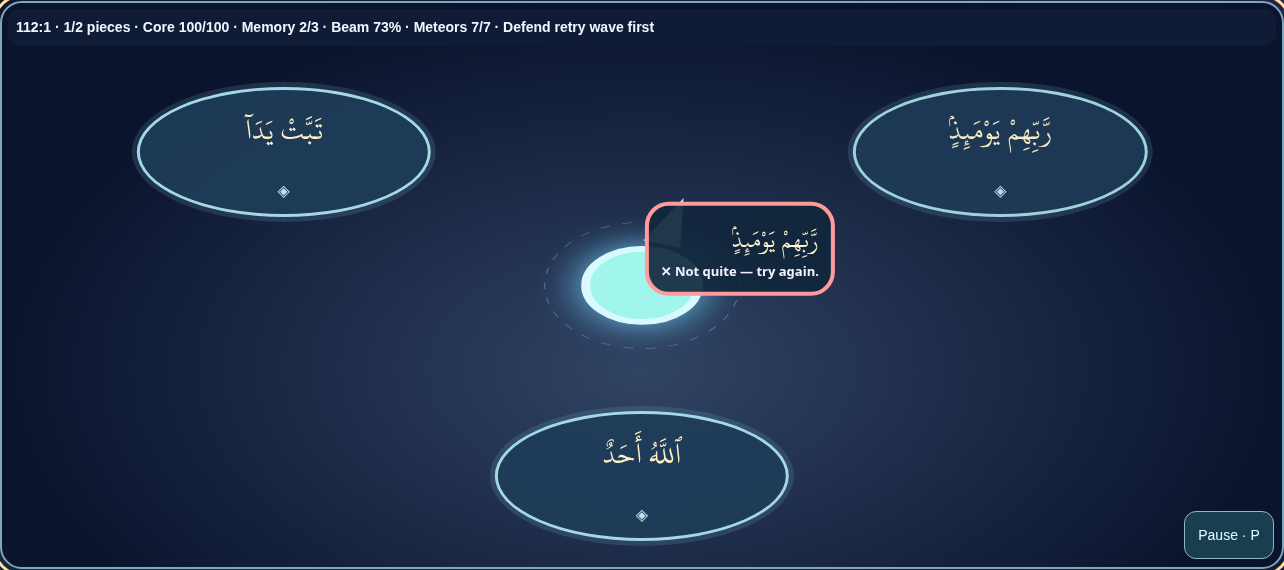 112:1 · 1/2 pieces · Core 100/100 · Memory 2/3 · Beam 73% · Meteors 7/7 · Defend retry wave first
تَبَّتْ يَدَآ
رَّبِّهِمْ يَوْمَئِذٍۢ
رَّبِّهِمْ يَوْمَئِذٍۢ
✕ Not quite — try again.
ٱللَّهُ أَحَدٌ
Pause · P